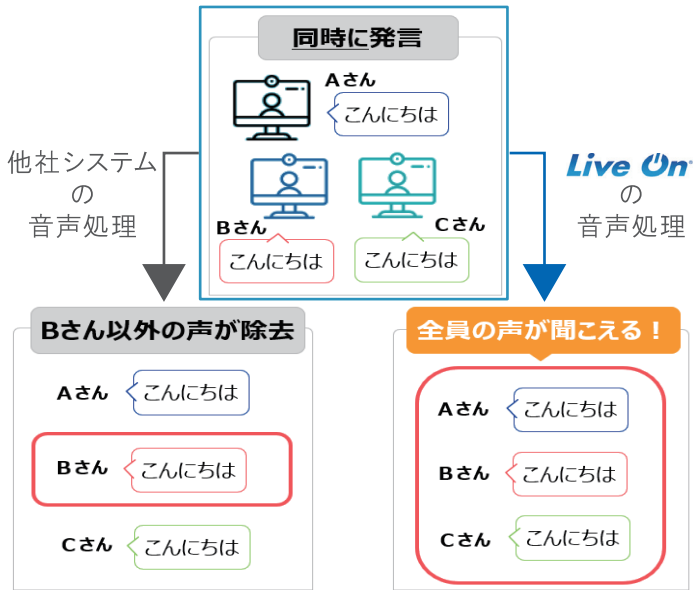 同時に発言
Aさん
こんにちは
Bさん
こんにちは
Cさん
こんにちは
他社システム
の
音声処理
Live On
の
音声処理
Bさん以外の声が除去
Aさん
こんにちは
Bさん
こんにちは
Cさん
こんにちは
全員の声が聞こえる！
Aさん
こんにちは
Bさん
こんにちは
Cさん
こんにちは